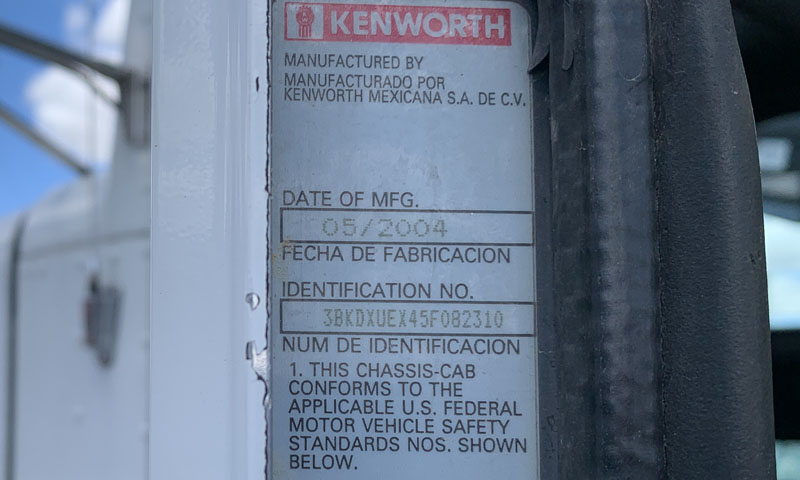 KENWORTH
MANUFACTURED BY
MANUFACTURADO POR
KENWORTH MEXICANA S.A. DE C.V.
DATE OF MFG.
05/2004
FECHA DE FABRICACION
IDENTIFICATION NO.
3BKDXUEX45F082310
NUM DE IDENTIFICACION
1. THIS CHASSIS-CAB
CONFORMS TO THE
APPLICABLE U.S. FEDERAL
MOTOR VEHICLE SAFETY
STANDARDS NOS. SHOWN
BELOW.